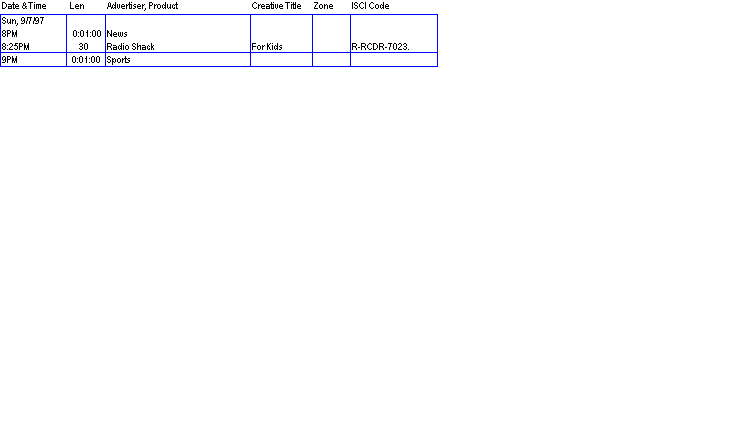 Date & Time Len Advertiser, Product Creative Title Zone ISCI Code
Sun, 9/7/97
8PM 0:01:00 News
8:25PM 30 Radio Shack For Kids R-RCDR-7023.
9PM 0:01:00 Sports